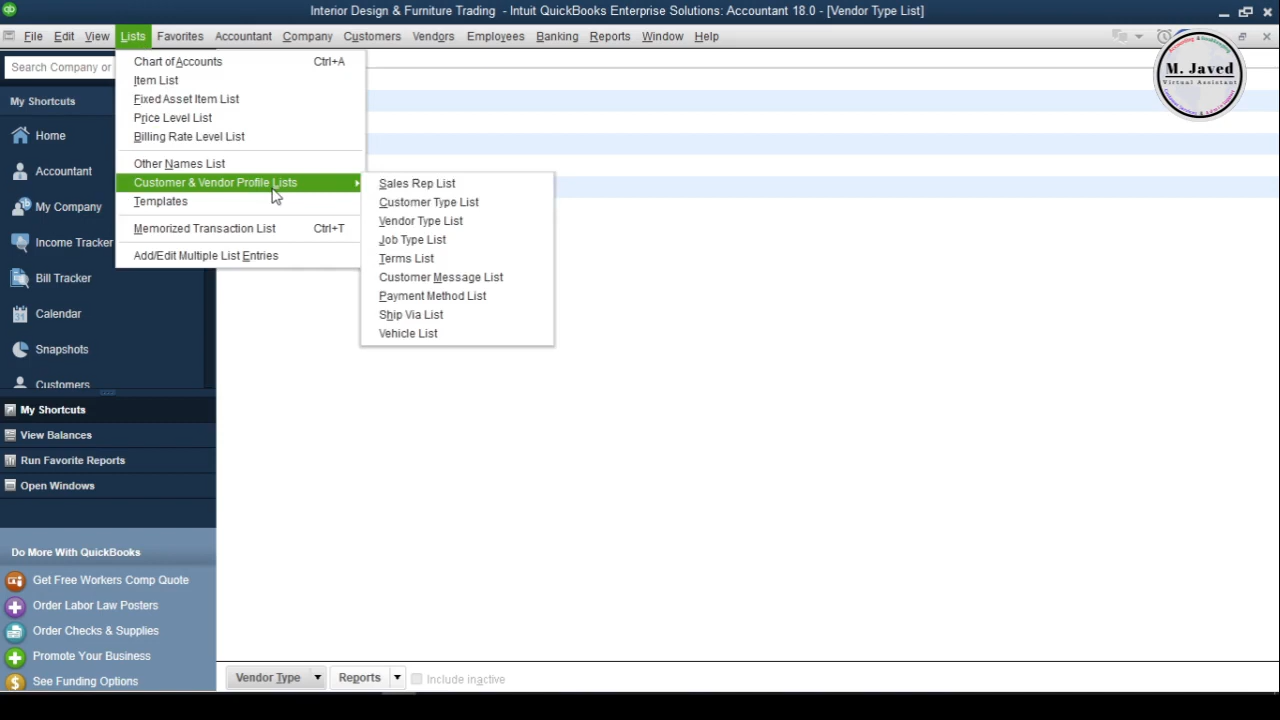 Interior Design & Furniture Trading - Intuit QuickBooks Enterprise Solutions: Accountant 18.0 - [Vendor Type List]
File Edit View Lists Favorites Accountant Company Customers Vendors Employees Banking Reports Window Help
Search Company or
My Shortcuts
Home
Accountant
My Company
Income Tracker
Bill Tracker
Calendar
Snapshots
Customers
My Shortcuts
View Balances
Run Favorite Reports
Open Windows
Do More With QuickBooks
Get Free Workers Comp Quote
Order Labor Law Posters
Order Checks & Supplies
Promote Your Business
See Funding Options
Chart of Accounts Ctrl+A
Item List
Fixed Asset Item List
Price Level List
Billing Rate Level List
Other Names List
Customer & Vendor Profile Lists
Templates
Memorized Transaction List Ctrl+T
Add/Edit Multiple List Entries
Sales Rep List
Customer Type List
Vendor Type List
Job Type List
Terms List
Customer Message List
Payment Method List
Ship Via List
Vehicle List
M. Javed
Virtual Assistant
Vendor Type Reports Include inactive